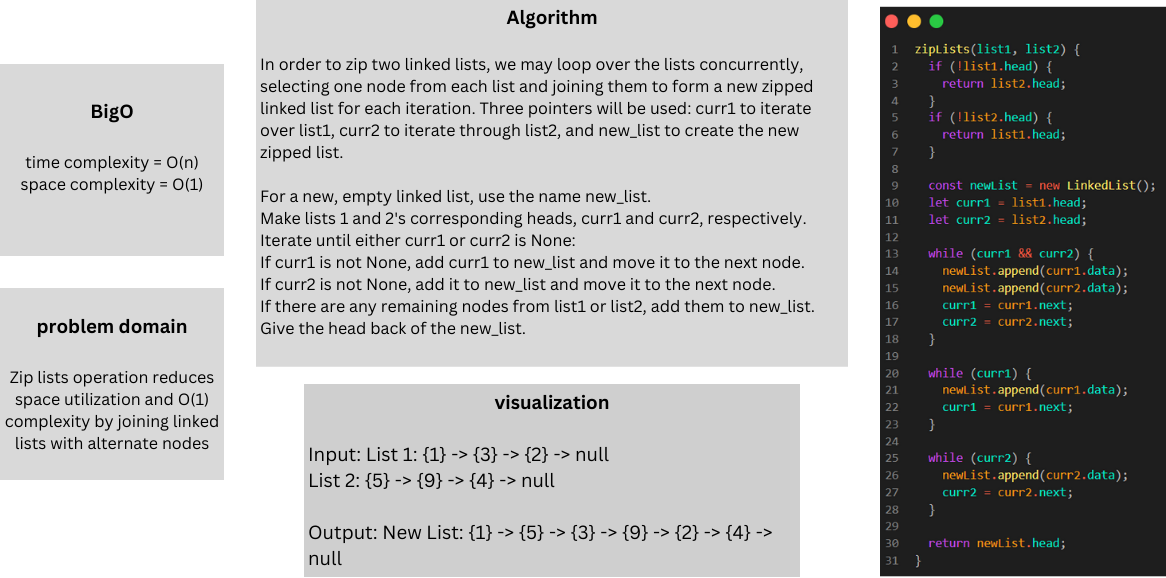 BigO
time complexity = O(n)
space complexity = O(1)
problem domain
Zip lists operation reduces
space utilization and O(1)
complexity by joining linked
lists with alternate nodes
Algorithm
In order to zip two linked lists, we may loop over the lists concurrently,
selecting one node from each list and joining them to form a new zipped
linked list for each iteration. Three pointers will be used: curr1 to iterate
over list1, curr2 to iterate through list2, and new_list to create the new
zipped list.
For a new, empty linked list, use the name new_list.
Make lists 1 and 2's corresponding heads, curr1 and curr2, respectively.
Iterate until either curr1 or curr2 is None:
If curr1 is not None, add curr1 to new_list and move it to the next node.
If curr2 is not None, add it to new_list and move it to the next node.
If there are any remaining nodes from list1 or list2, add them to new_list.
Give the head back of the new_list.
visualization
Input: List 1: {1} -> {3} -> {2} -> null
List 2: {5} -> {9} -> {4} -> null
Output: New List: {1} -> {5} -> {3} -> {9} -> {2} -> {4} ->
null
1 zipLists(list1, list2) {
2 if (!list1.head) {
3 return list2.head;
4 }
5 if (!list2.head) {
6 return list1.head;
7 }
8
9 const newList = new LinkedList();
10 let curr1 = list1.head;
11 let curr2 = list2.head;
12
13 while (curr1 && curr2) {
14 newList.append(curr1.data);
15 newList.append(curr2.data);
16 curr1 = curr1.next;
17 curr2 = curr2.next;
18 }
19
20 while (curr1) {
21 newList.append(curr1.data);
22 curr1 = curr1.next;
23 }
24
25 while (curr2) {
26 newList.append(curr2.data);
27 curr2 = curr2.next;
28 }
29
30 return newList.head;
31 }